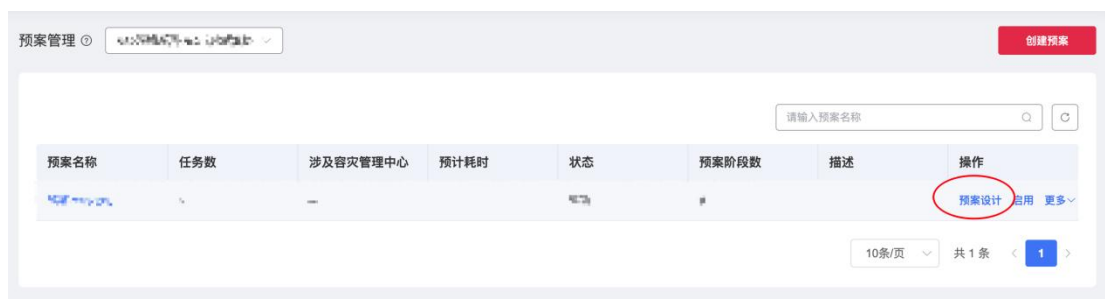 预案管理
创建预案
请输入预案名称
预案名称 任务数 涉及容灾管理中心 预计耗时 状态 预案阶段数 描述 操作
预案设计 启用 更多
10条/页 共 1 条 < 1 >